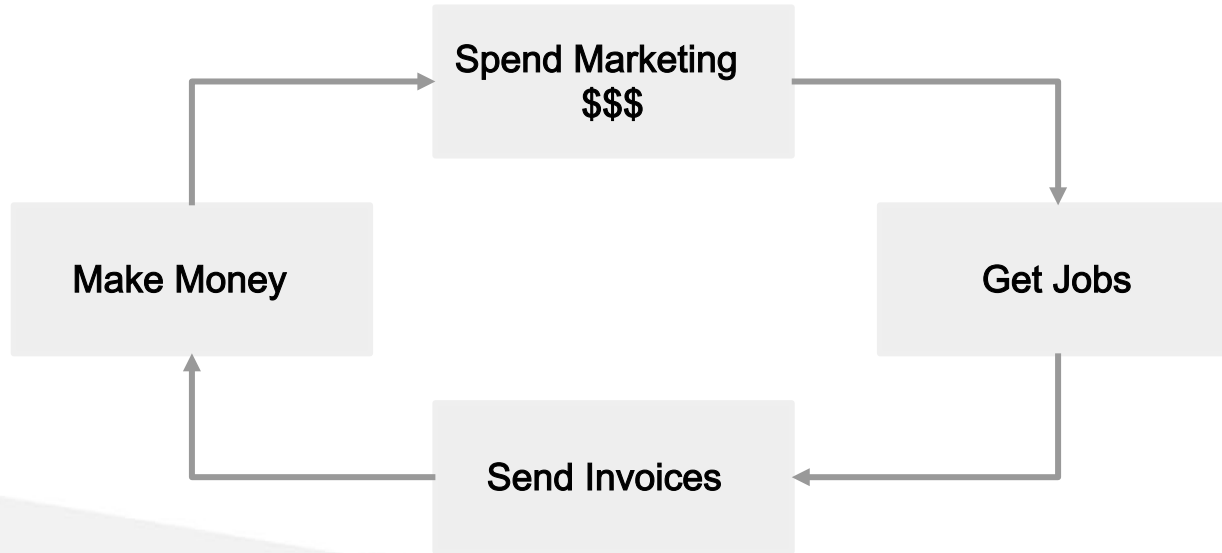 Spend Marketing
$$$
Make Money
Get Jobs
Send Invoices